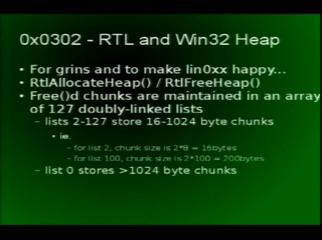 0x0302 - RTL and Win32 Heap
• For grins and to make lin0xx happy...
• RtlAllocateHeap() / RtlFreeHeap()
• Free()d chunks are maintained in an array
of 127 doubly-linked lists
– lists 2-127 store 16-1024 byte chunks
• ie.
– for list 2, chunk size is 2*8 = 16bytes
– for list 100, chunk size is 2*100 = 200bytes
– list 0 stores >1024 byte chunks